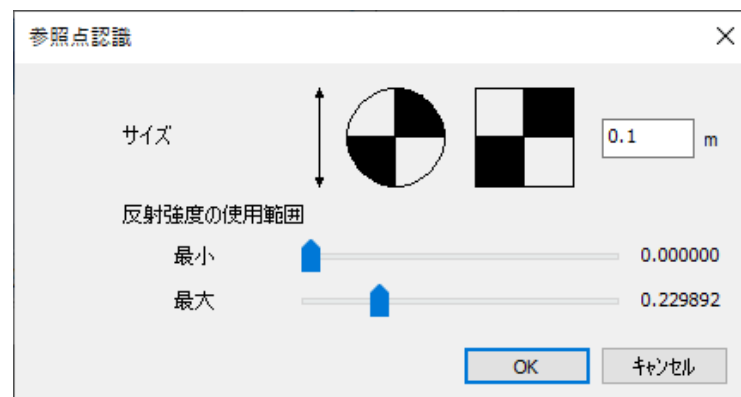 参照点認識
サイズ 0.1 m
反射強度の使用範囲
最小 0.000000
最大 0.229892
OK ｷｬﾝｾﾙ